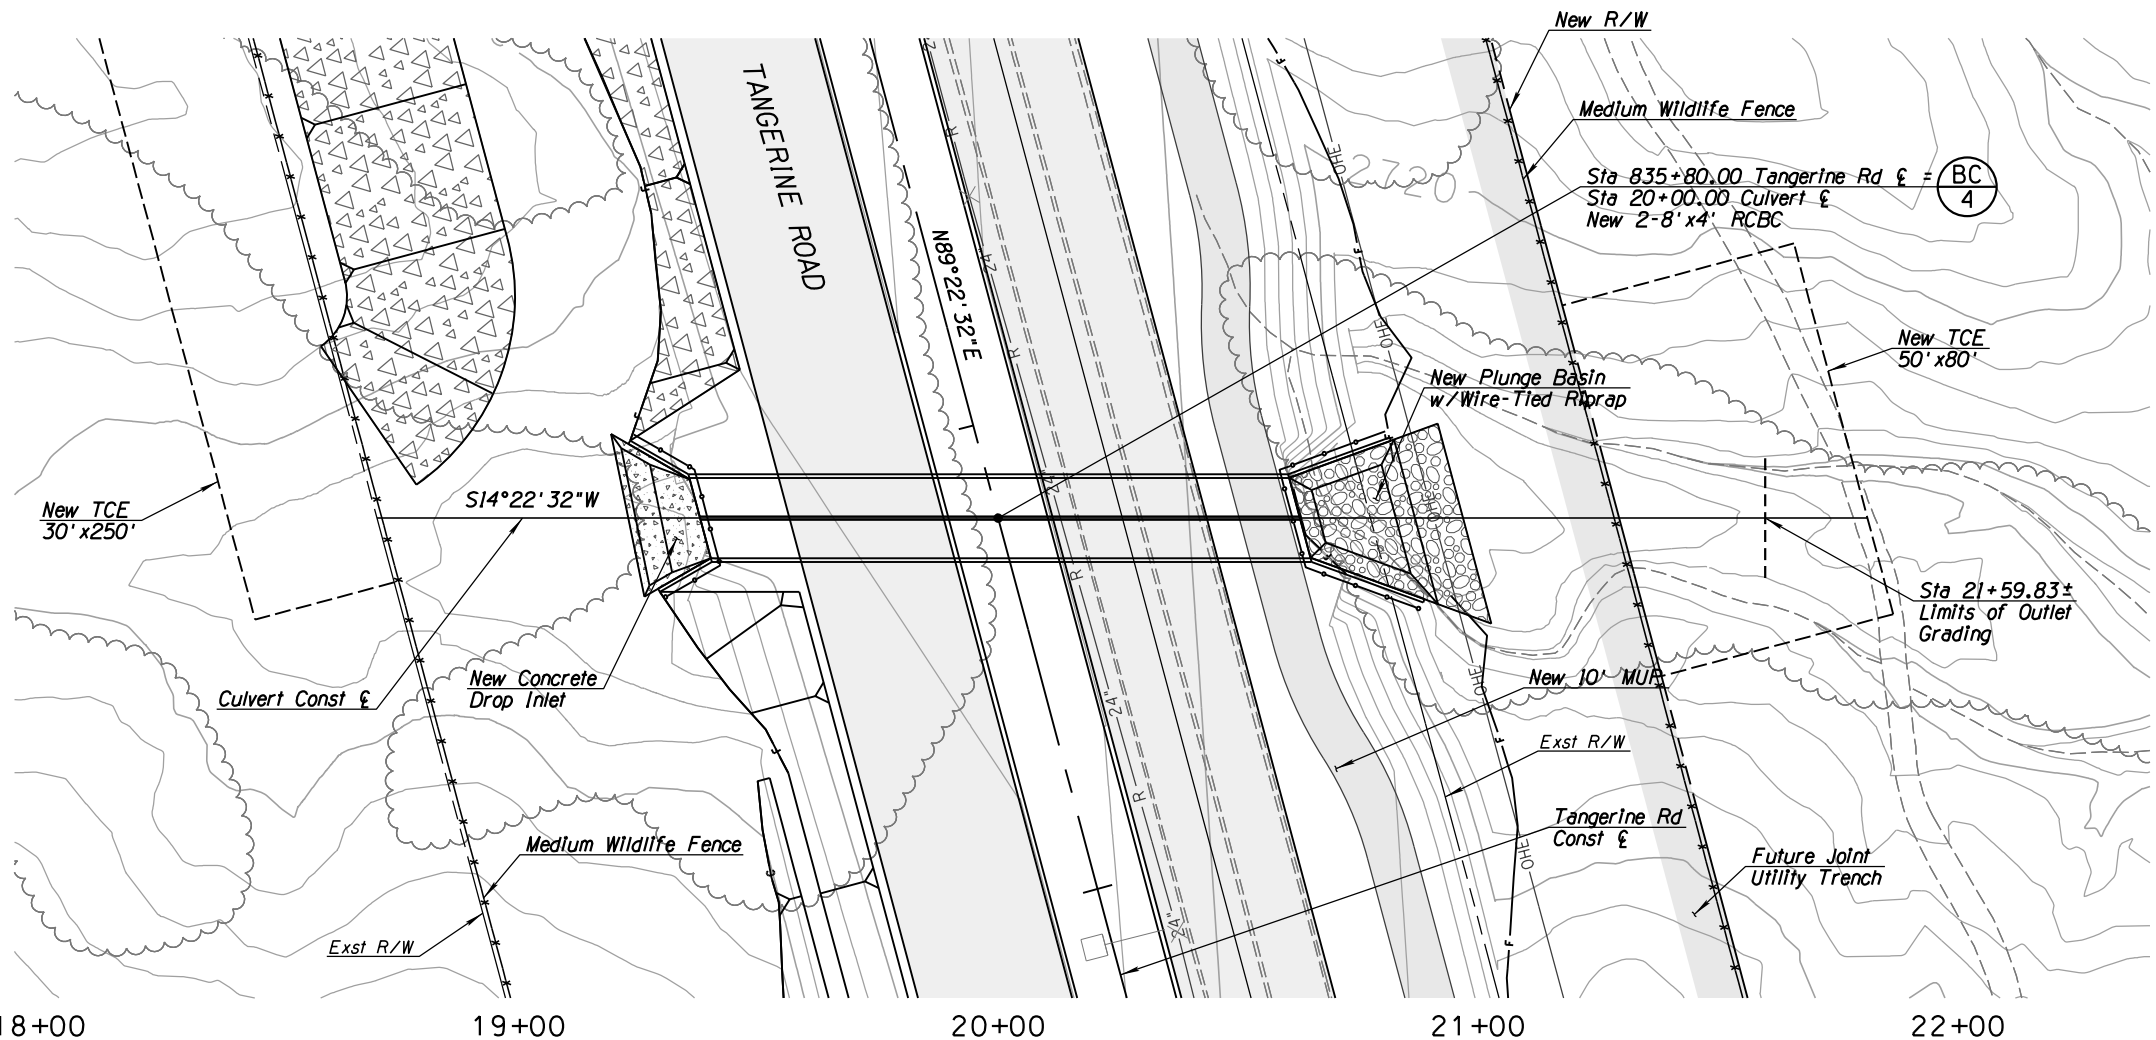 New R/W
Medium Wildlife Fence
Sta 835+80.00 Tangerine Rd ℄ =
Sta 20+00.00 Culvert ℄
New 2-8'x4' RCBC
BC
4
TANGERINE ROAD
N89°22'32"E
New TCE
50'x80'
New Plunge Basin
w/Wire-Tied Riprap
New TCE
30'x250'
S14°22'32"W
Sta 21+59.83±
Limits of Outlet
Grading
Culvert Const ℄
New Concrete
Drop Inlet
New 10' MUP
Exst R/W
Tangerine Rd
Const ℄
Medium Wildlife Fence
Future Joint
Utility Trench
Exst R/W
OHE
OHE
OHE
OHE
OHE
R
R
R
R
24"
24"
24"
24"
F
F
F
F
18+00
19+00
20+00
21+00
22+00